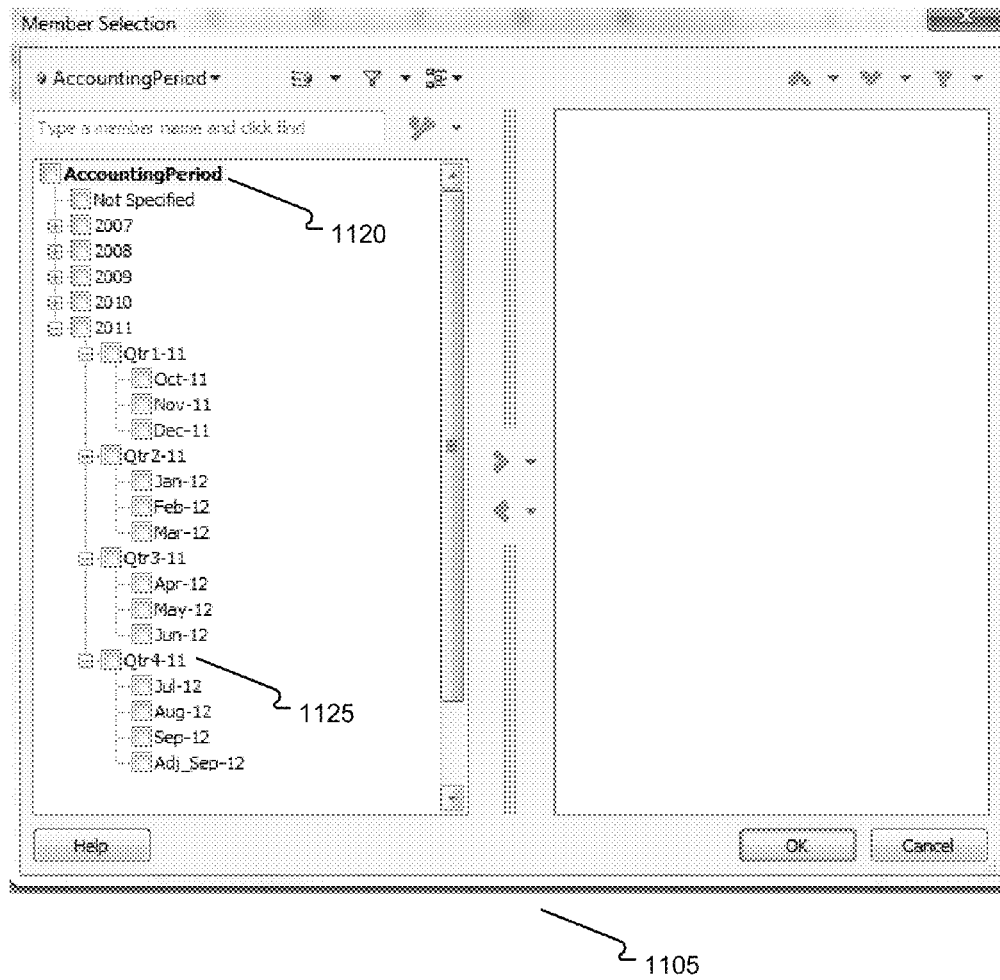 Member Selection
AccountingPeriod
Type a member name and click find
AccountingPeriod
Not Specified
1120
2007
2008
2009
2010
2011
Qtr1-11
Oct-11
Nov-11
Dec-11
Qtr2-11
Jan-12
Feb-12
Mar-12
Qtr3-11
Apr-12
May-12
Jun-12
Qtr4-11
1125
Jul-12
Aug-12
Sep-12
Adj_Sep-12
Help
OK
Cancel
1105